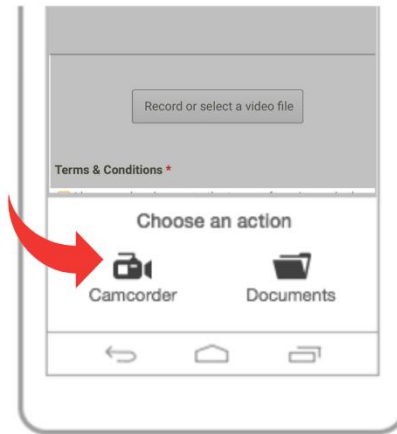 Record or select a video file
Terms & Conditions *
Choose an action
Camcorder
Documents